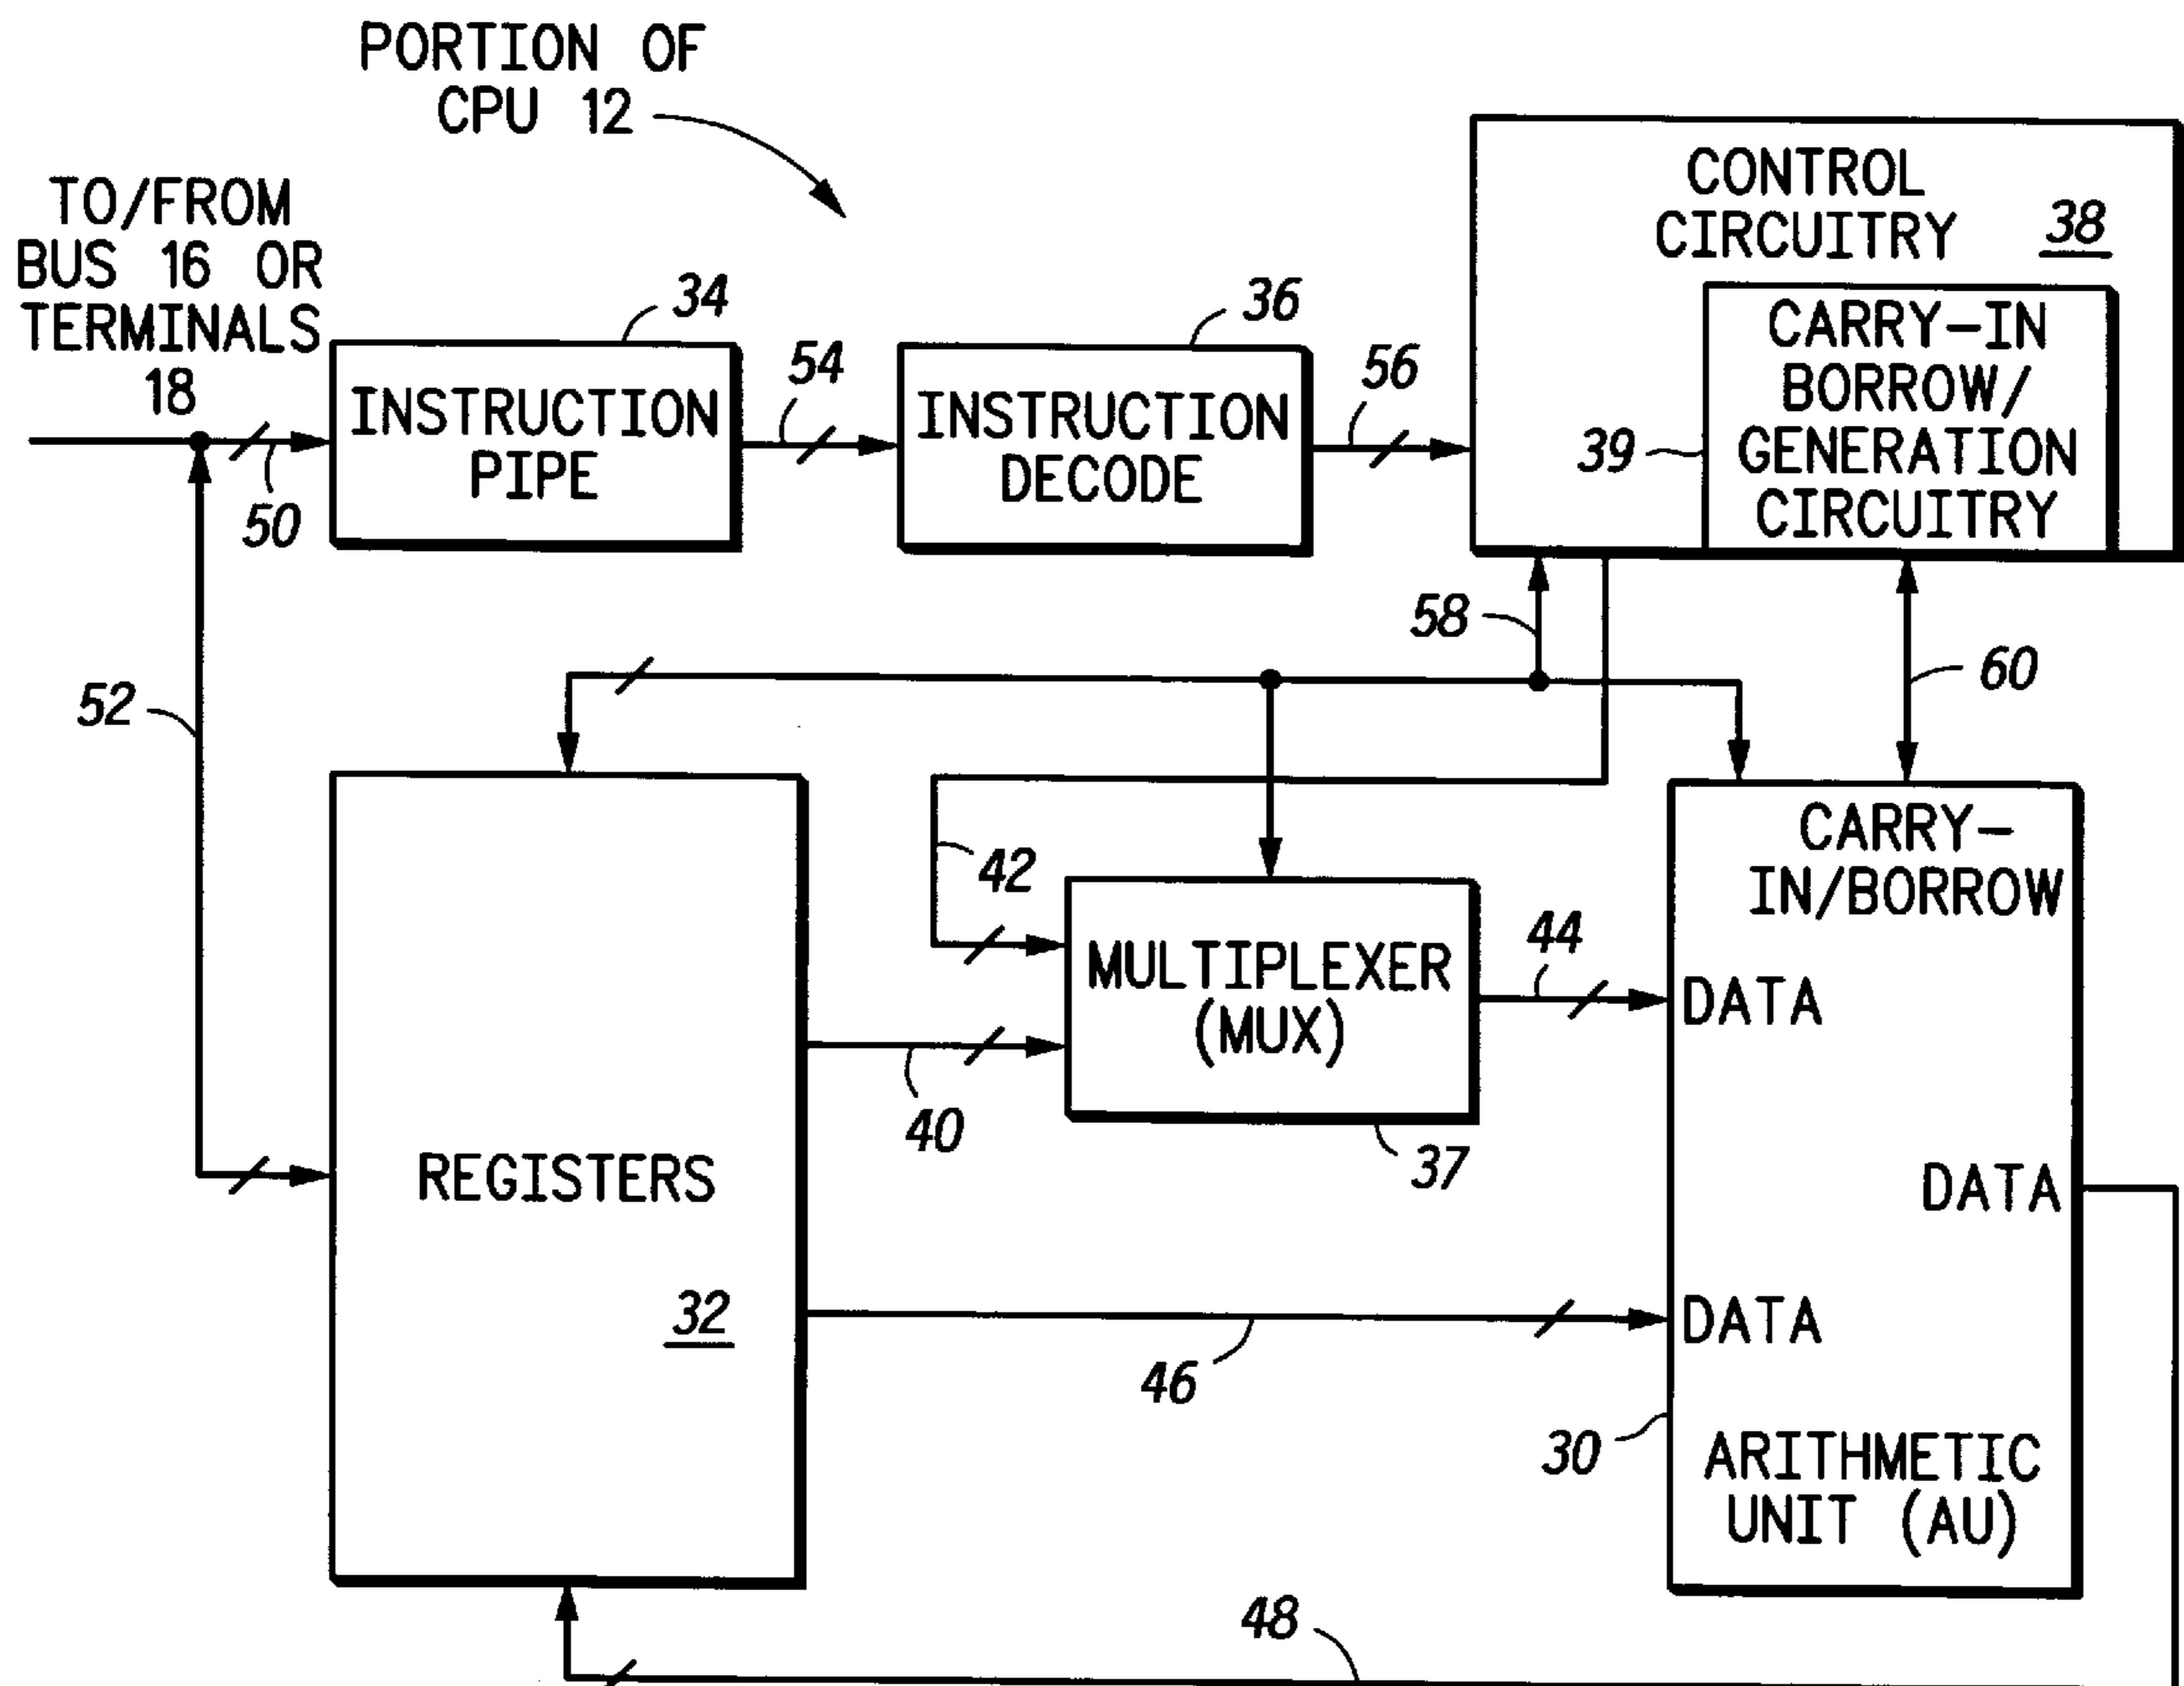 PORTION OF
CPU 12
TO/FROM
BUS 16 OR
TERMINALS
18
34
INSTRUCTION
PIPE
50
54
36
INSTRUCTION
DECODE
56
CONTROL
CIRCUITRY
38
39
CARRY-IN
BORROW/
GENERATION
CIRCUITRY
58
60
52
42
CARRY-
IN/BORROW
MULTIPLEXER
(MUX)
37
44
DATA
40
REGISTERS
32
DATA
DATA
46
30
ARITHMETIC
UNIT (AU)
48